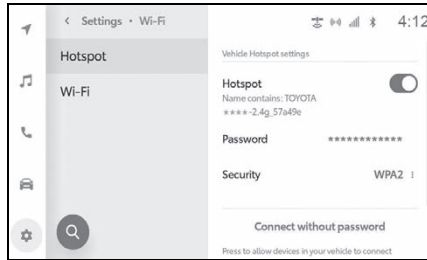 < Settings • Wi-Fi
4:12
Hotspot
Wi-Fi
Vehicle Hotspot settings
Hotspot
Name contains: TOYOTA
****-2.4g_57a49e
Password ************
Security WPA2
Connect without password
Press to allow devices in your vehicle to connect